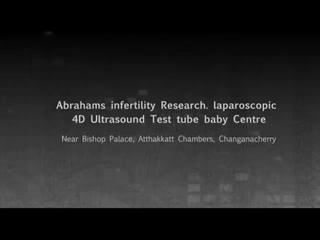 Abrahams infertility Research. laparoscopic
4D Ultrasound Test tube baby Centre
Near Bishop Palace, Atthakkatt Chambers, Changanacherry